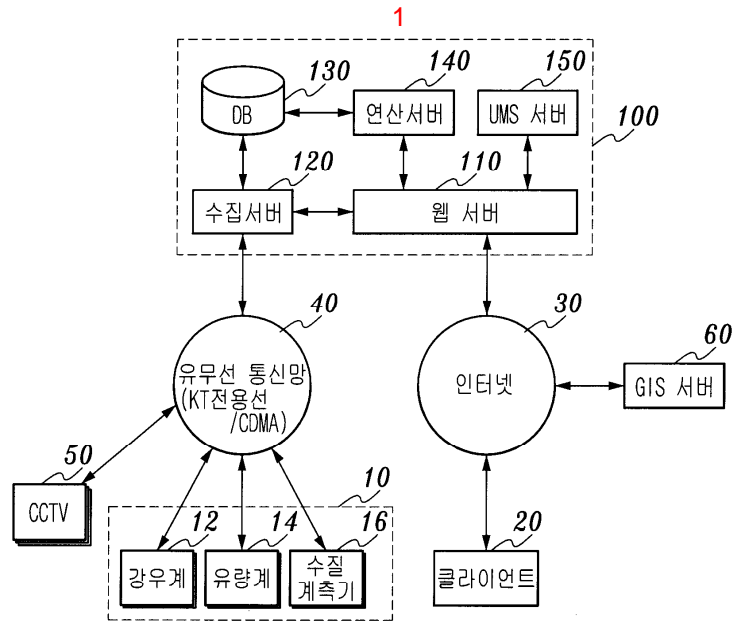 1
130
140
150
DB
연산서버
UMS 서버
100
120
110
수집서버
웹 서버
40
30
60
유무선 통신망
(KT전용선
/CDMA)
인터넷
GIS 서버
50
CCTV
10
12
14
16
20
강우계
유량계
수질
계측기
클라이언트